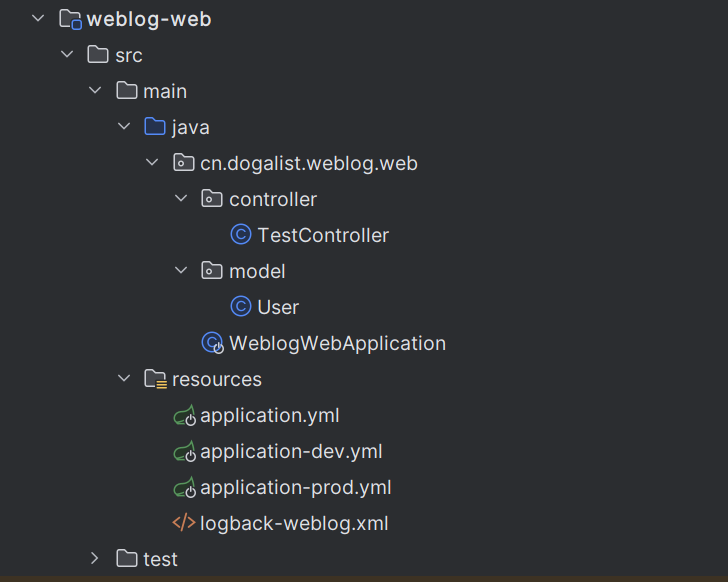 weblog-web
src
main
java
cn.dogalist.weblog.web
controller
TestController
model
User
WeblogWebApplication
resources
application.yml
application-dev.yml
application-prod.yml
logback-weblog.xml
test